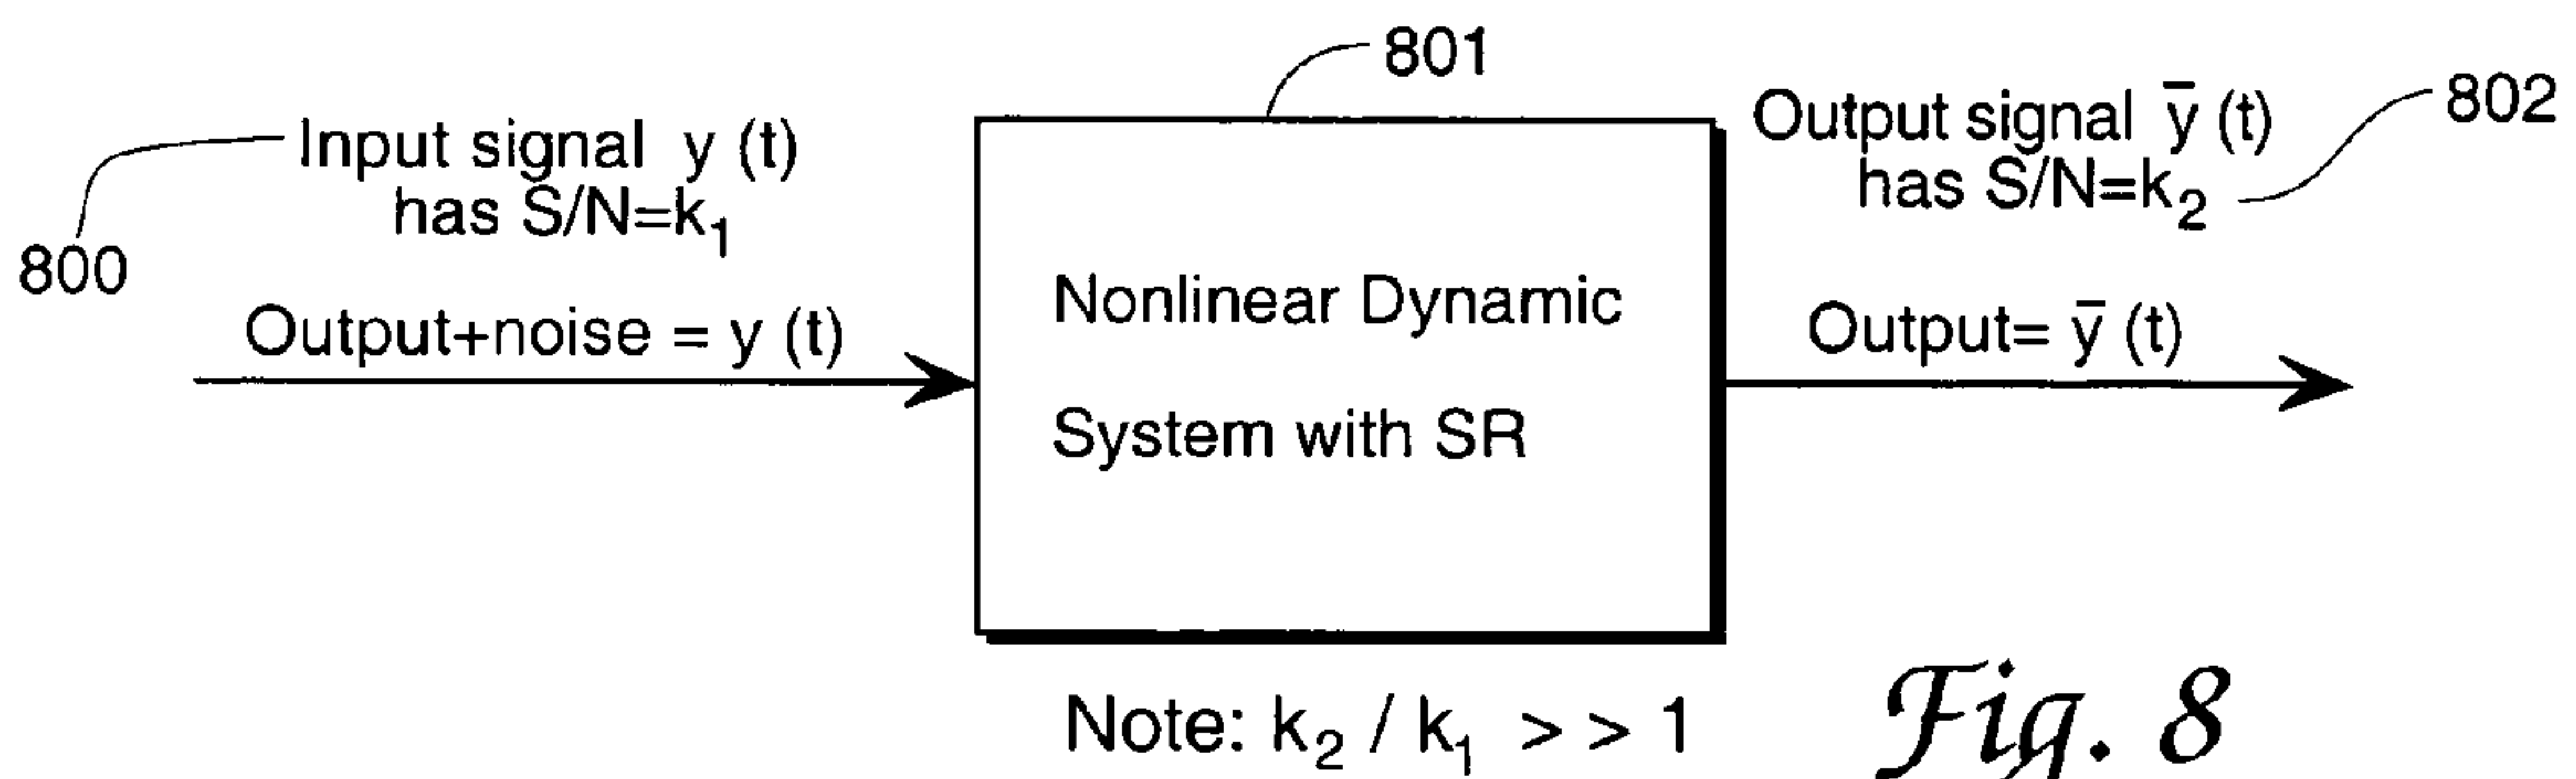 801
802
800
Input signal y (t)
has S/N=k₁
Output+noise = y (t)
Nonlinear Dynamic
System with SR
Output signal ȳ (t)
has S/N=k₂
Output= ȳ (t)
Note: k₂ / k₁ > > 1
Fig. 8